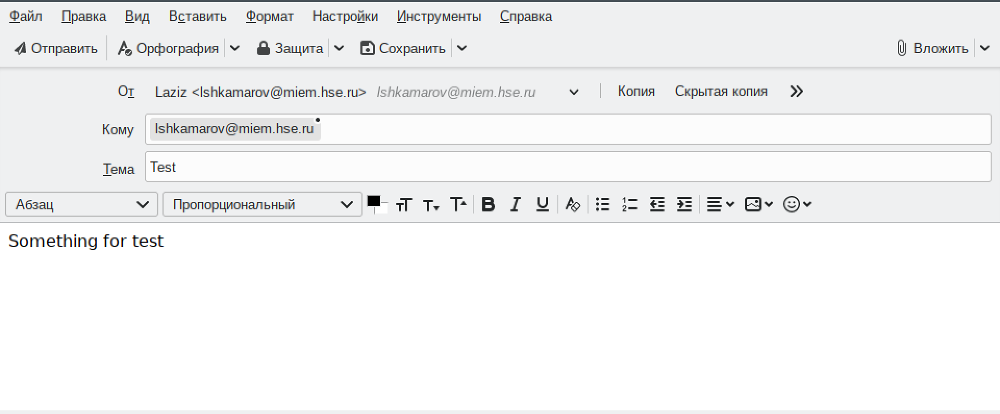 Файл Правка Вид Вставить Формат Настройки Инструменты Справка
Отправить Орфография Защита Сохранить Вложить
От Laziz <lshkamarov@miem.hse.ru> lshkamarov@miem.hse.ru Копия Скрытая копия
Кому lshkamarov@miem.hse.ru
Тема Test
Абзац Пропорциональный
Something for test